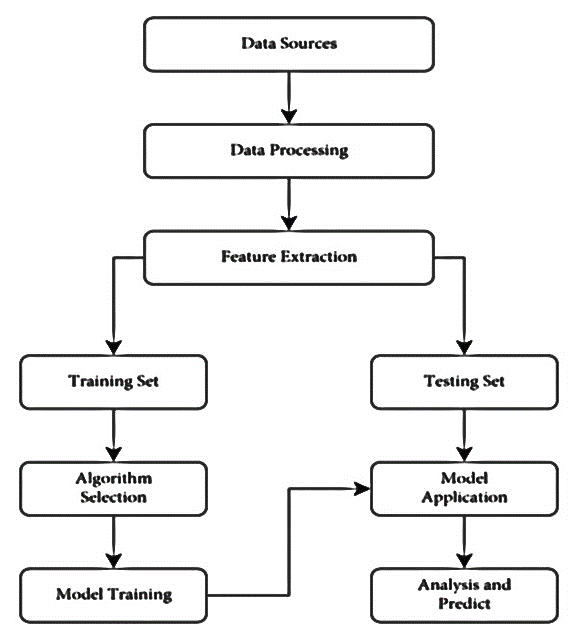 Data Sources
Data Processing
Feature Extraction
Training Set
Testing Set
Algorithm
Selection
Model
Application
Model Training
Analysis and
Predict